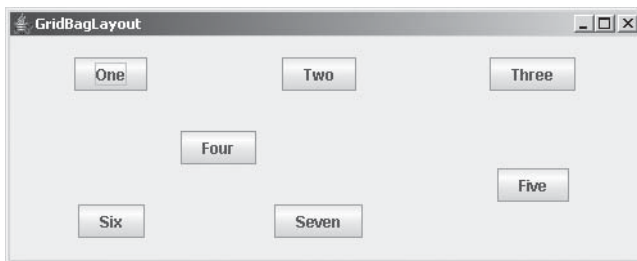 GridBagLayout
One Two Three
Four
Five
Six Seven